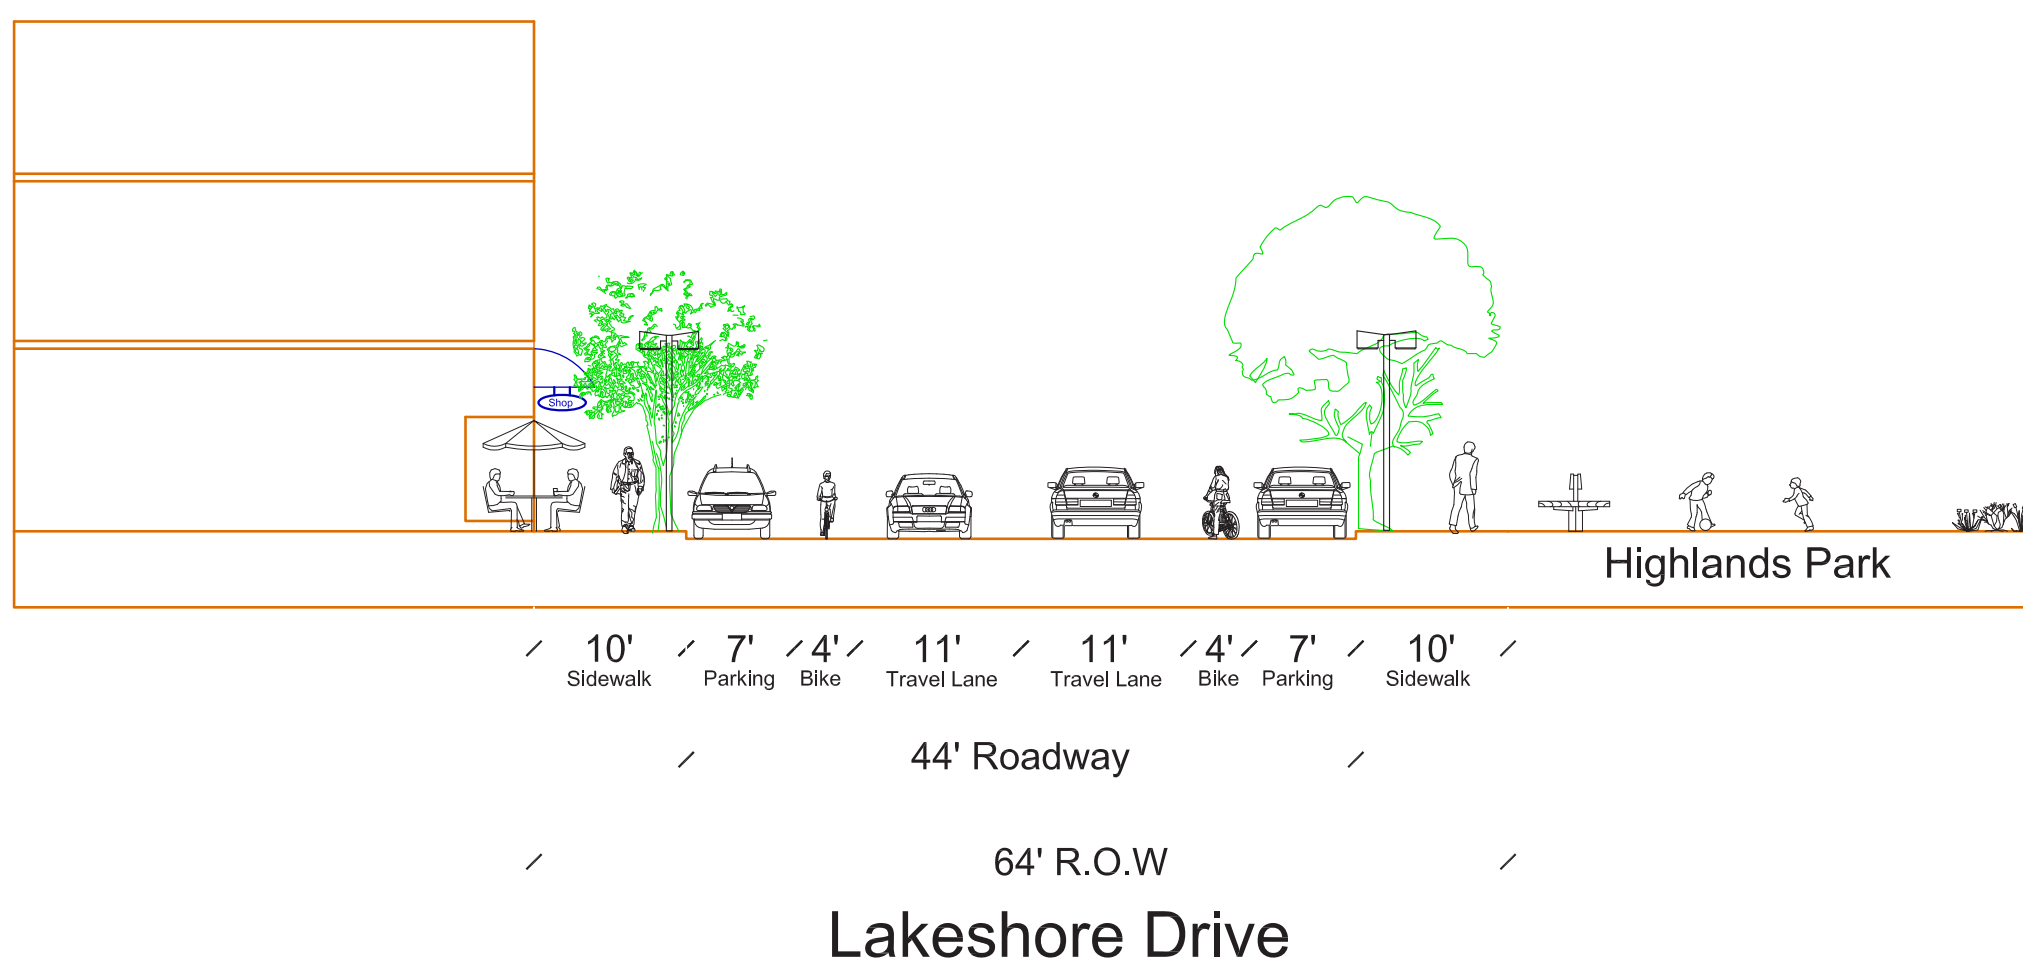 Shop
Highlands Park
10' 7' 4' 11' 11' 4' 7' 10'
Sidewalk Parking Bike Travel Lane Travel Lane Bike Parking Sidewalk
44' Roadway
64' R.O.W
Lakeshore Drive